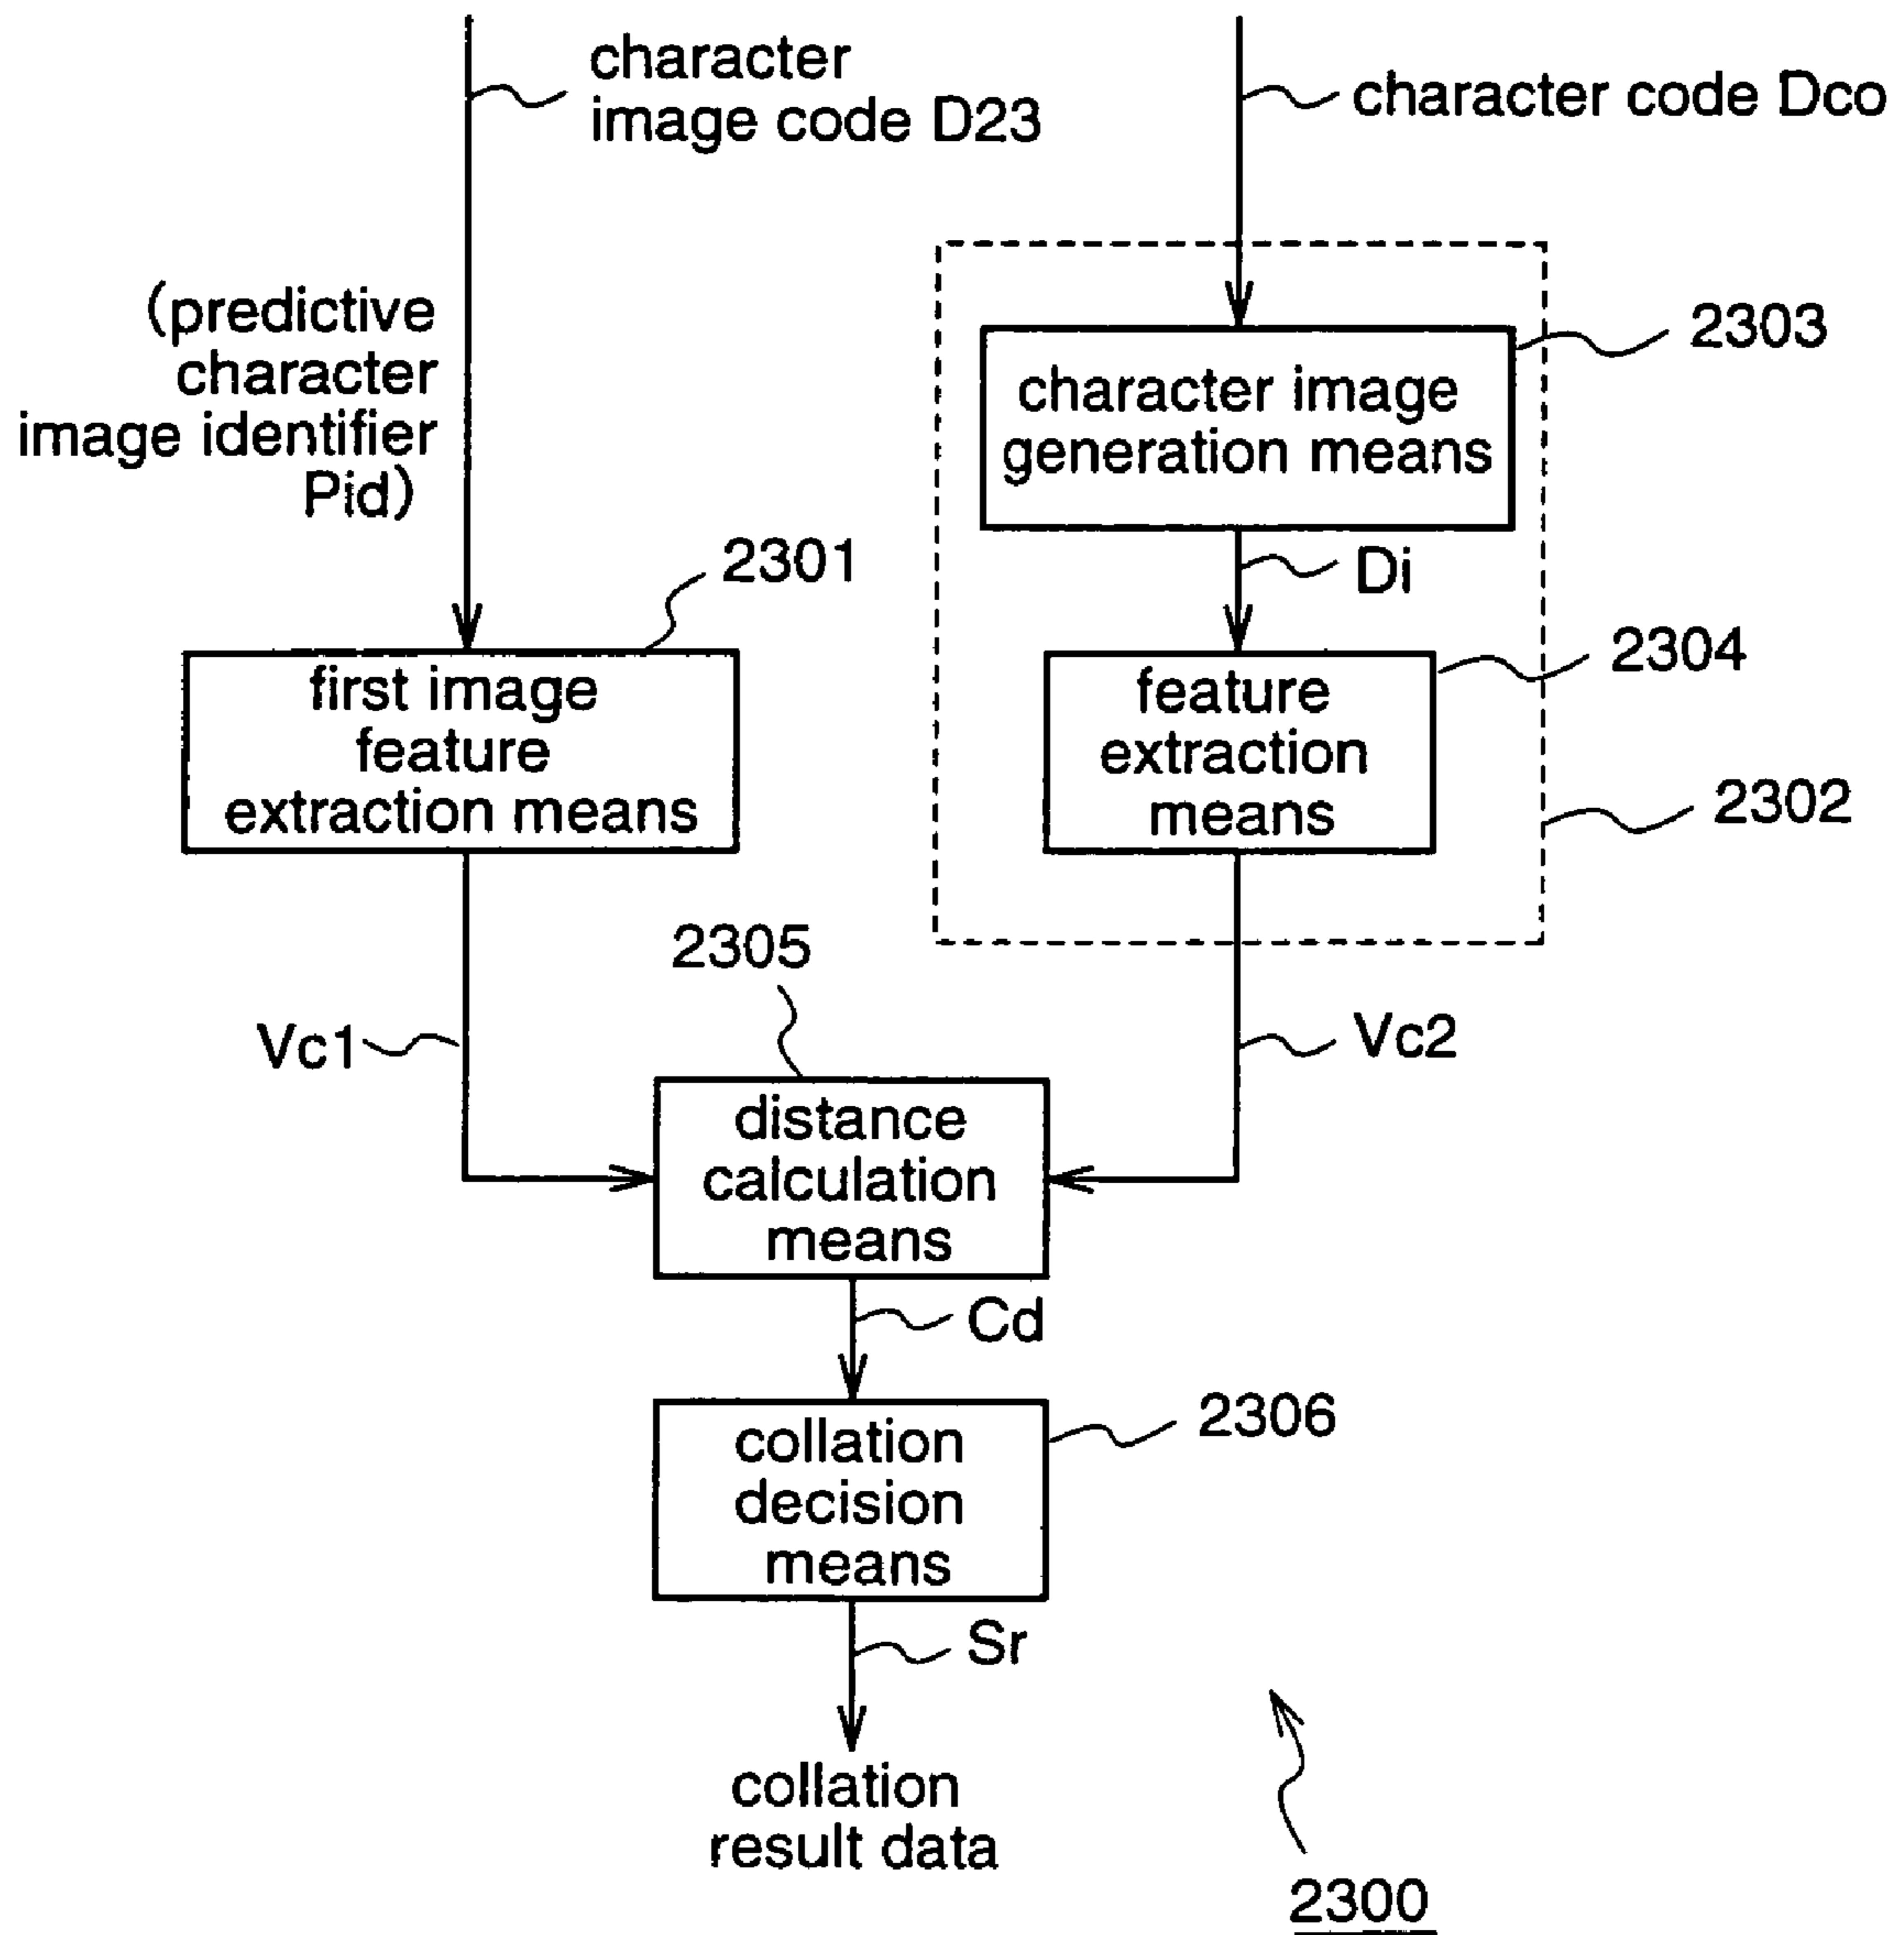 character
image code D23
character code Dco
(predictive
character
image identifier
Pid)
2303
character image
generation means
Di
2301
first image
feature
extraction means
2304
feature
extraction
means
2302
2305
Vc1
Vc2
distance
calculation
means
Cd
2306
collation
decision
means
Sr
collation
result data
2300